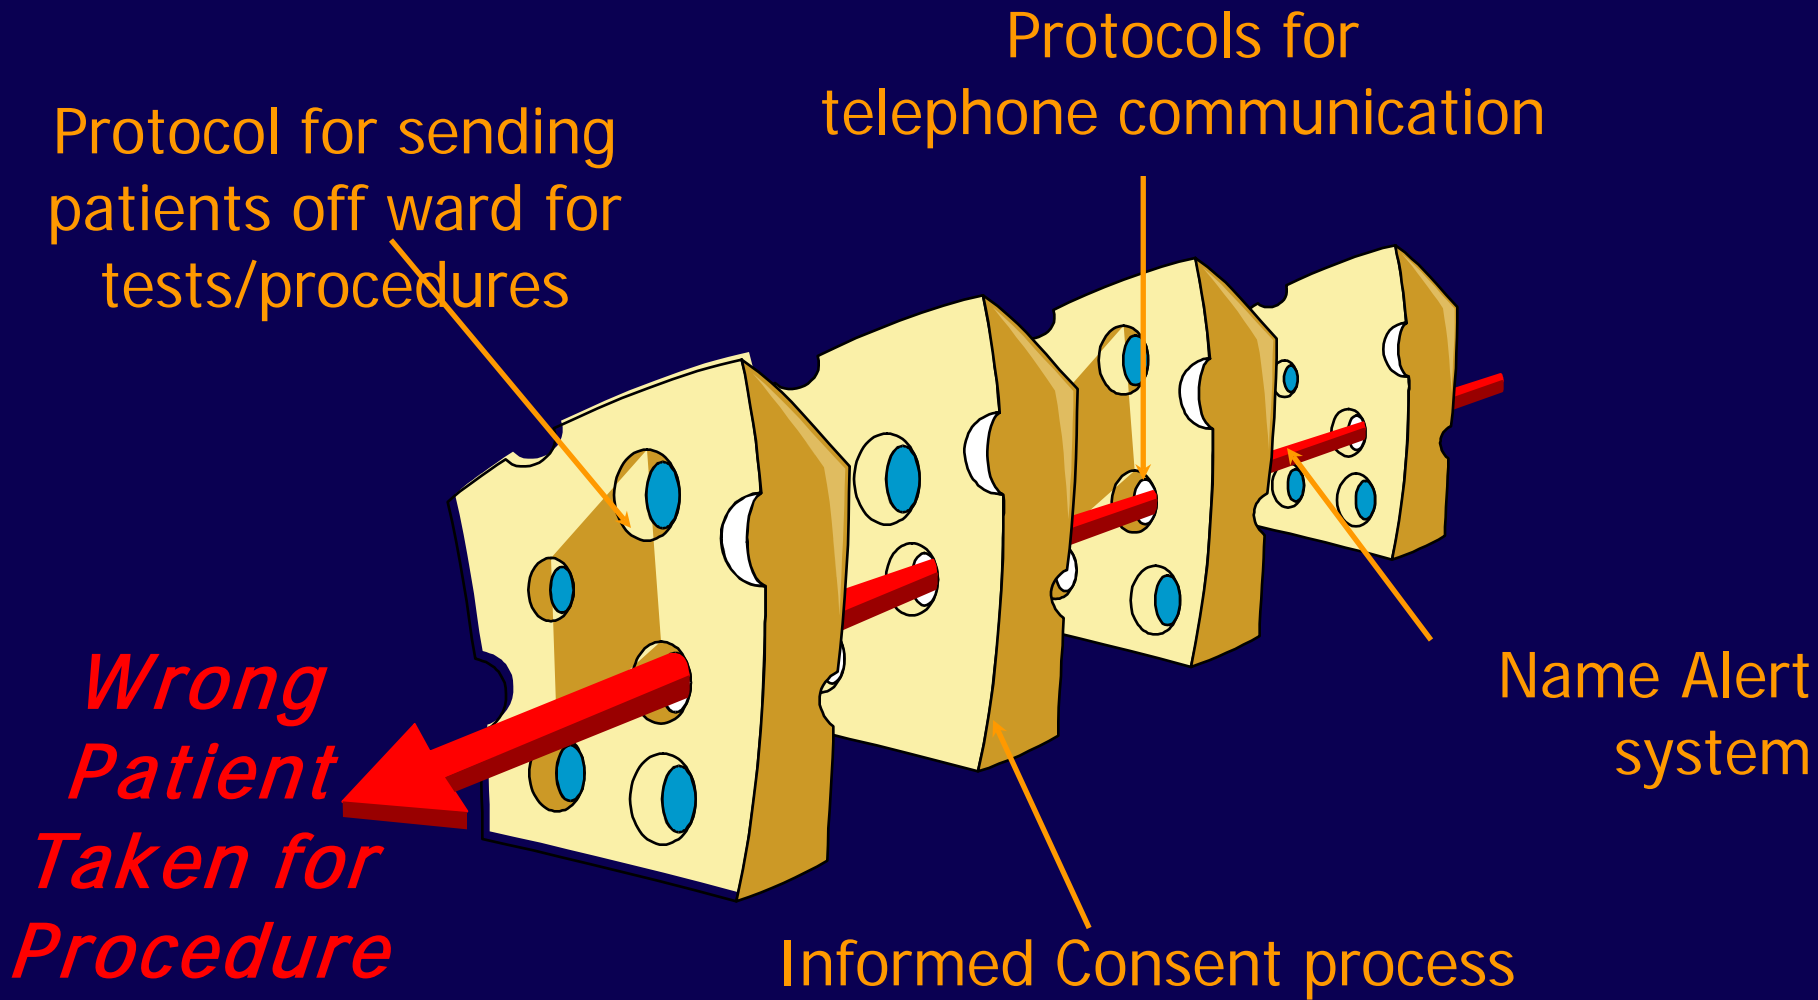 Protocols for
telephone communication
Protocol for sending
patients off ward for
tests/procedures
Wrong
Patient
Taken for
Procedure
Name Alert
system
Informed Consent process